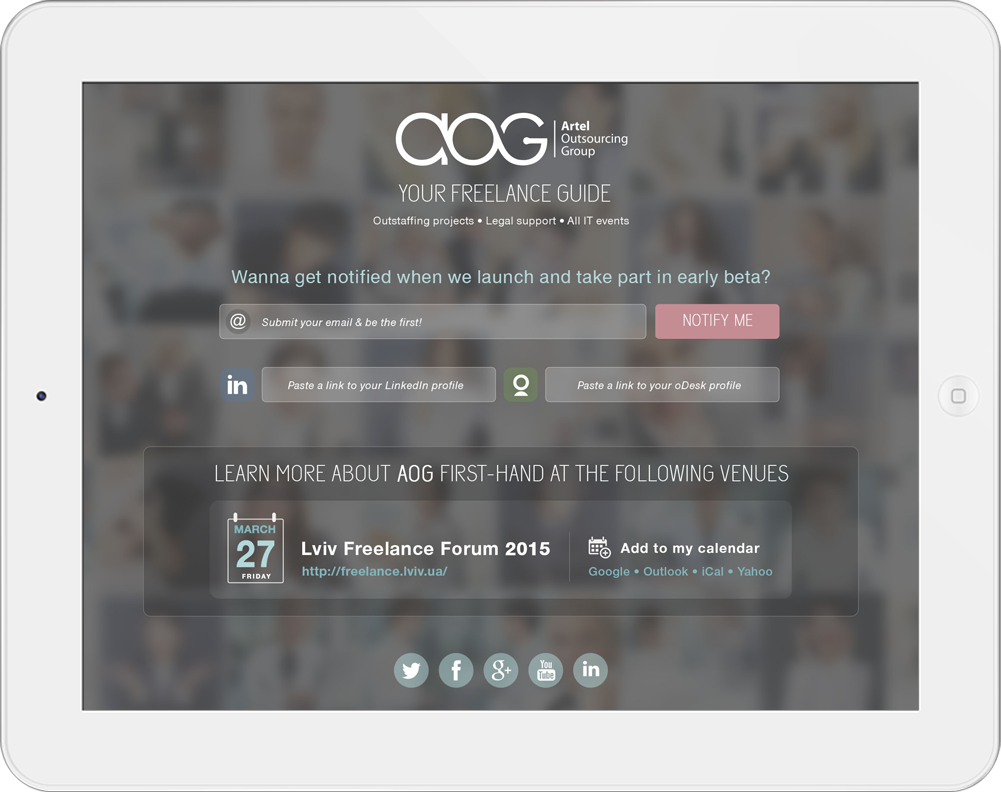 AOG
Artel
Outsourcing
Group
YOUR FREELANCE GUIDE
Outstaffing projects • Legal support • All IT events
Wanna get notified when we launch and take part in early beta?
@ Submit your email & be the first!
NOTIFY ME
in Paste a link to your LinkedIn profile
Paste a link to your oDesk profile
LEARN MORE ABOUT AOG FIRST-HAND AT THE FOLLOWING VENUES
MARCH
27
FRIDAY
Lviv Freelance Forum 2015
http://freelance.lviv.ua/
Add to my calendar
Google • Outlook • iCal • Yahoo
f g+ You Tube in